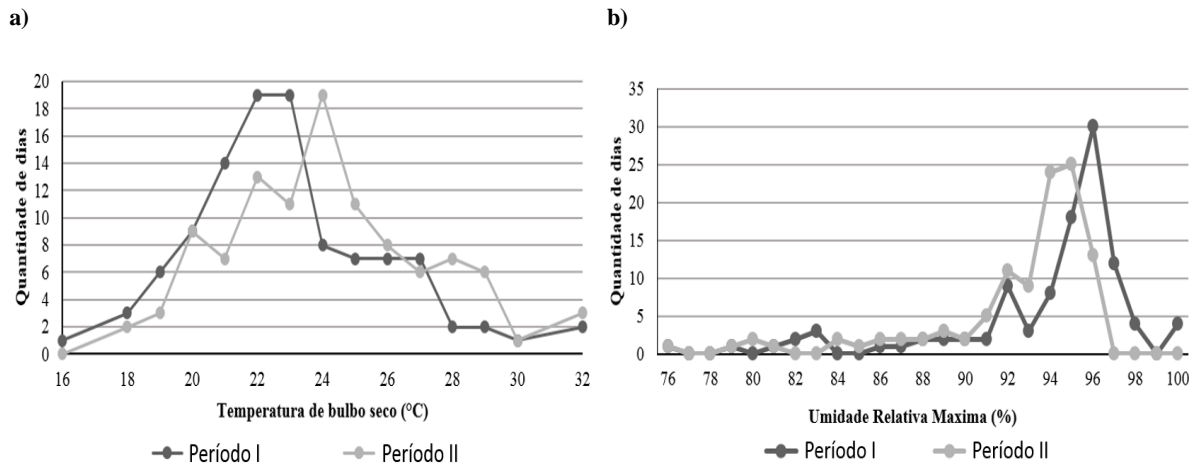 a)
b)
20
18
16
14
12
10
8
6
4
2
0
Quantidade de dias
16 18 20 22 24 26 28 30 32
Temperatura de bulbo seco (°C)
Período I Período II
35
30
25
20
15
10
5
0
Quantidade de dias
76 78 80 82 84 86 88 90 92 94 96 98 100
Umidade Relativa Maxima (%)
Período I Período II